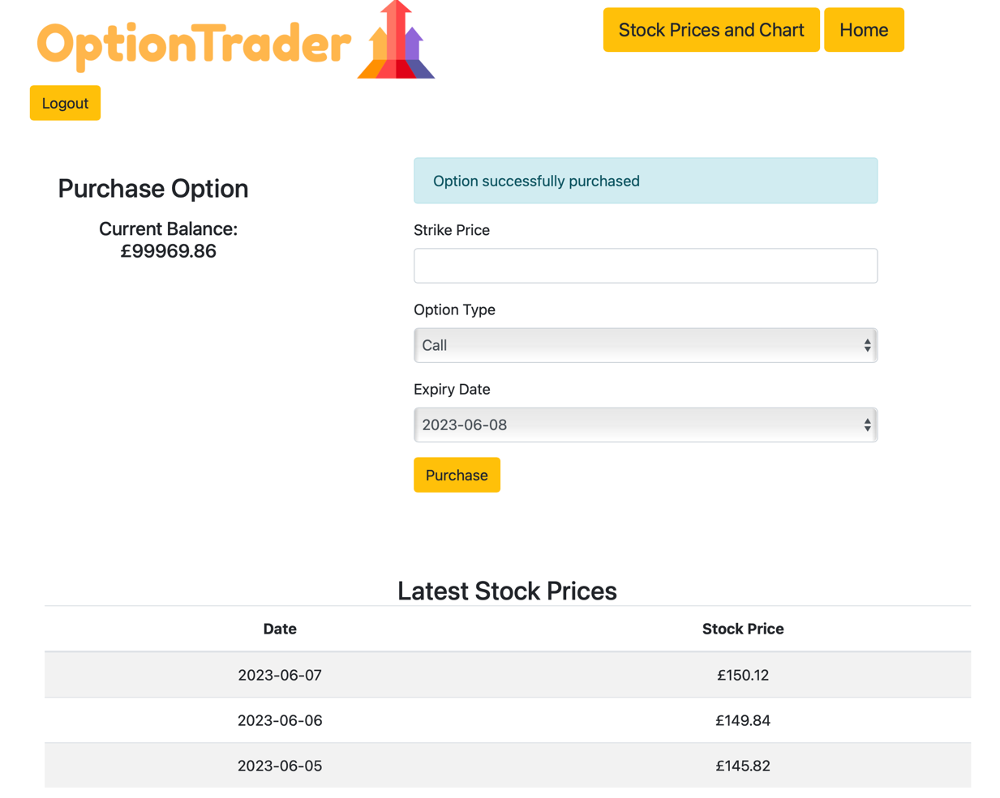 OptionTrader
Stock Prices and Chart
Home
Logout
Purchase Option
Current Balance:
£99969.86
Option successfully purchased
Strike Price
Option Type
Call
Expiry Date
2023-06-08
Purchase
Latest Stock Prices
Date Stock Price
2023-06-07 £150.12
2023-06-06 £149.84
2023-06-05 £145.82